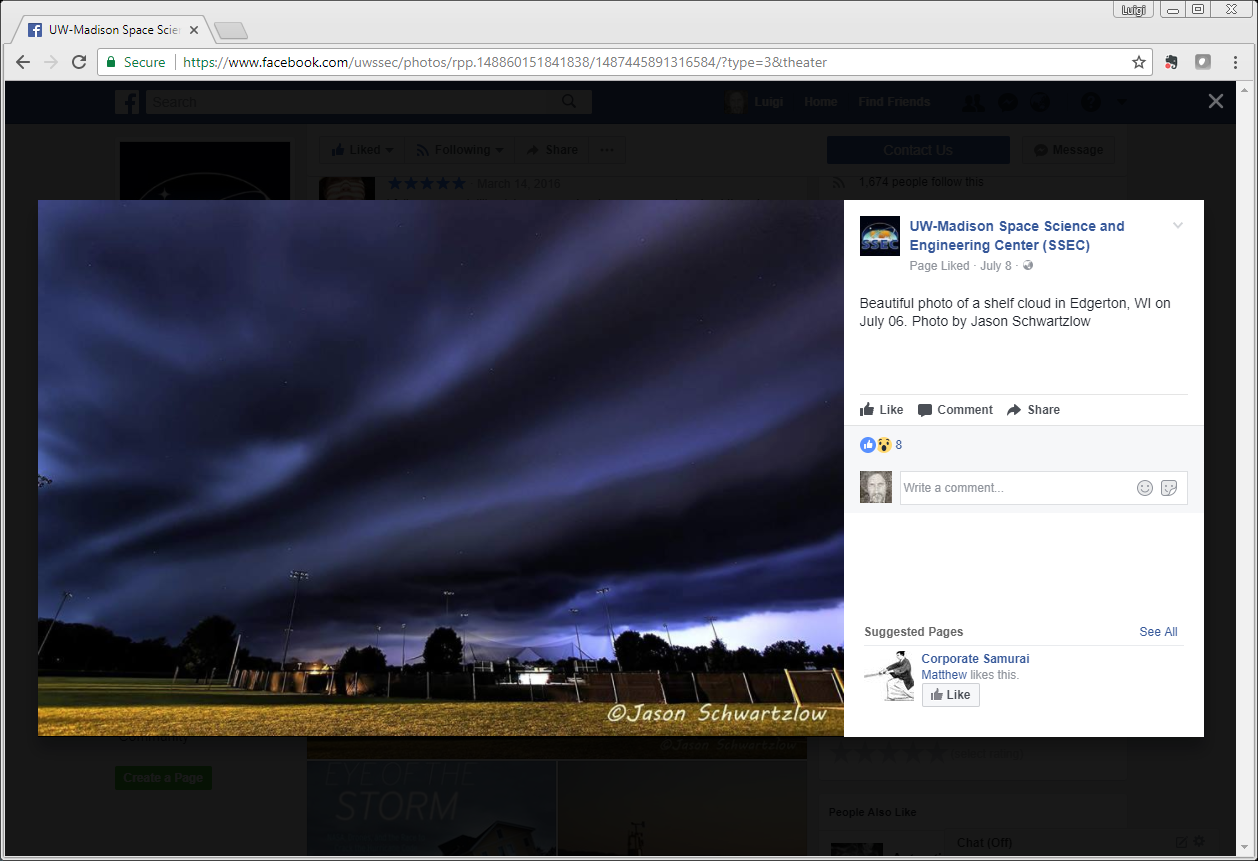 Luigi
UW-Madison Space Scie
Secure
https://www.facebook.com/uwssec/photos/rpp.148860151841838/1487445891316584/?type=3&theater
Search
Luigi
Home
Find Friends
Liked
Following
Share
Contact Us
Message
March 14, 2016
1,674 people follow this
UW-Madison Space Science and
Engineering Center (SSEC)
SSEC
Page Liked · July 8 ·
Beautiful photo of a shelf cloud in Edgerton, WI on
July 06. Photo by Jason Schwartzlow
Like
Comment
Share
8
Write a comment...
Suggested Pages
See All
Corporate Samurai
Matthew likes this.
Like
©Jason Schwartzlow
©Jason Schwartzlow
Create a Page
EYE OF THE
STORM
People Also Like
Chat (Off)